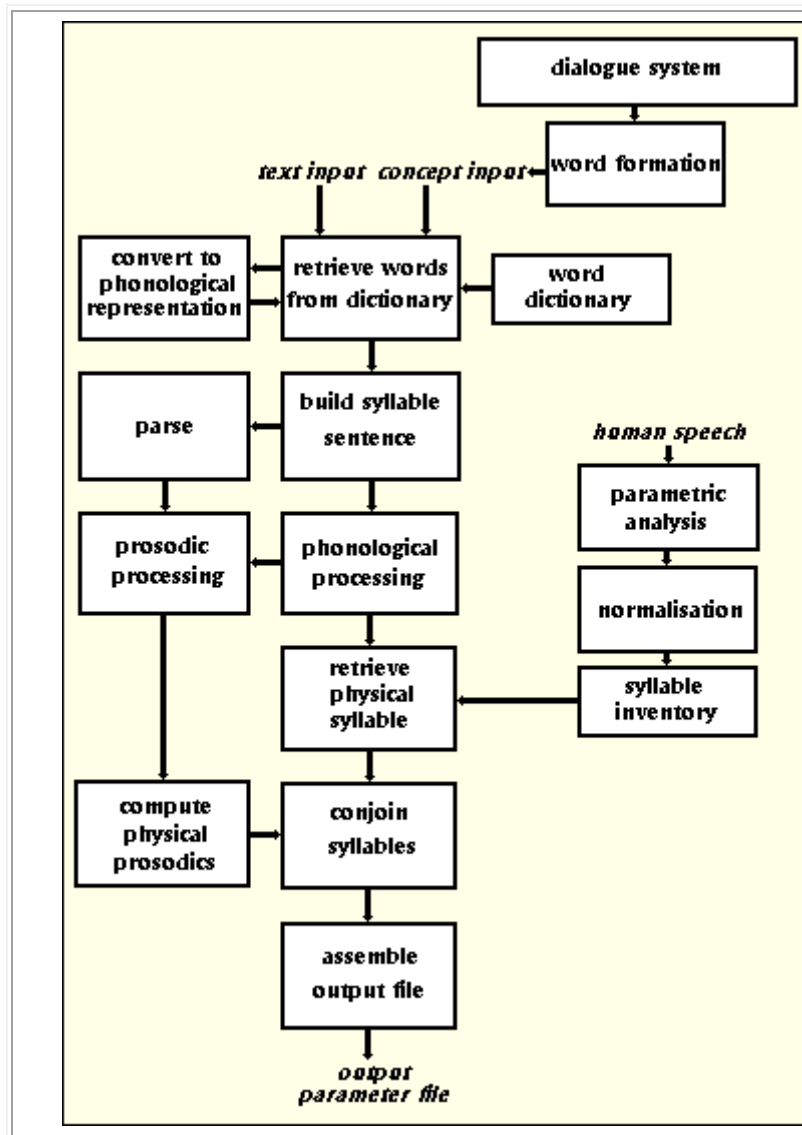 dialogue system
word formation
text input concept input
convert to
phonological
representation
retrieve words
from dictionary
word
dictionary
parse
build syllable
sentence
human speech
parametric
analysis
prosodic
processing
phonological
processing
normalisation
retrieve
physical
syllable
syllable
inventory
compute
physical
prosodics
conjoin
syllables
assemble
output file
output
parameter file